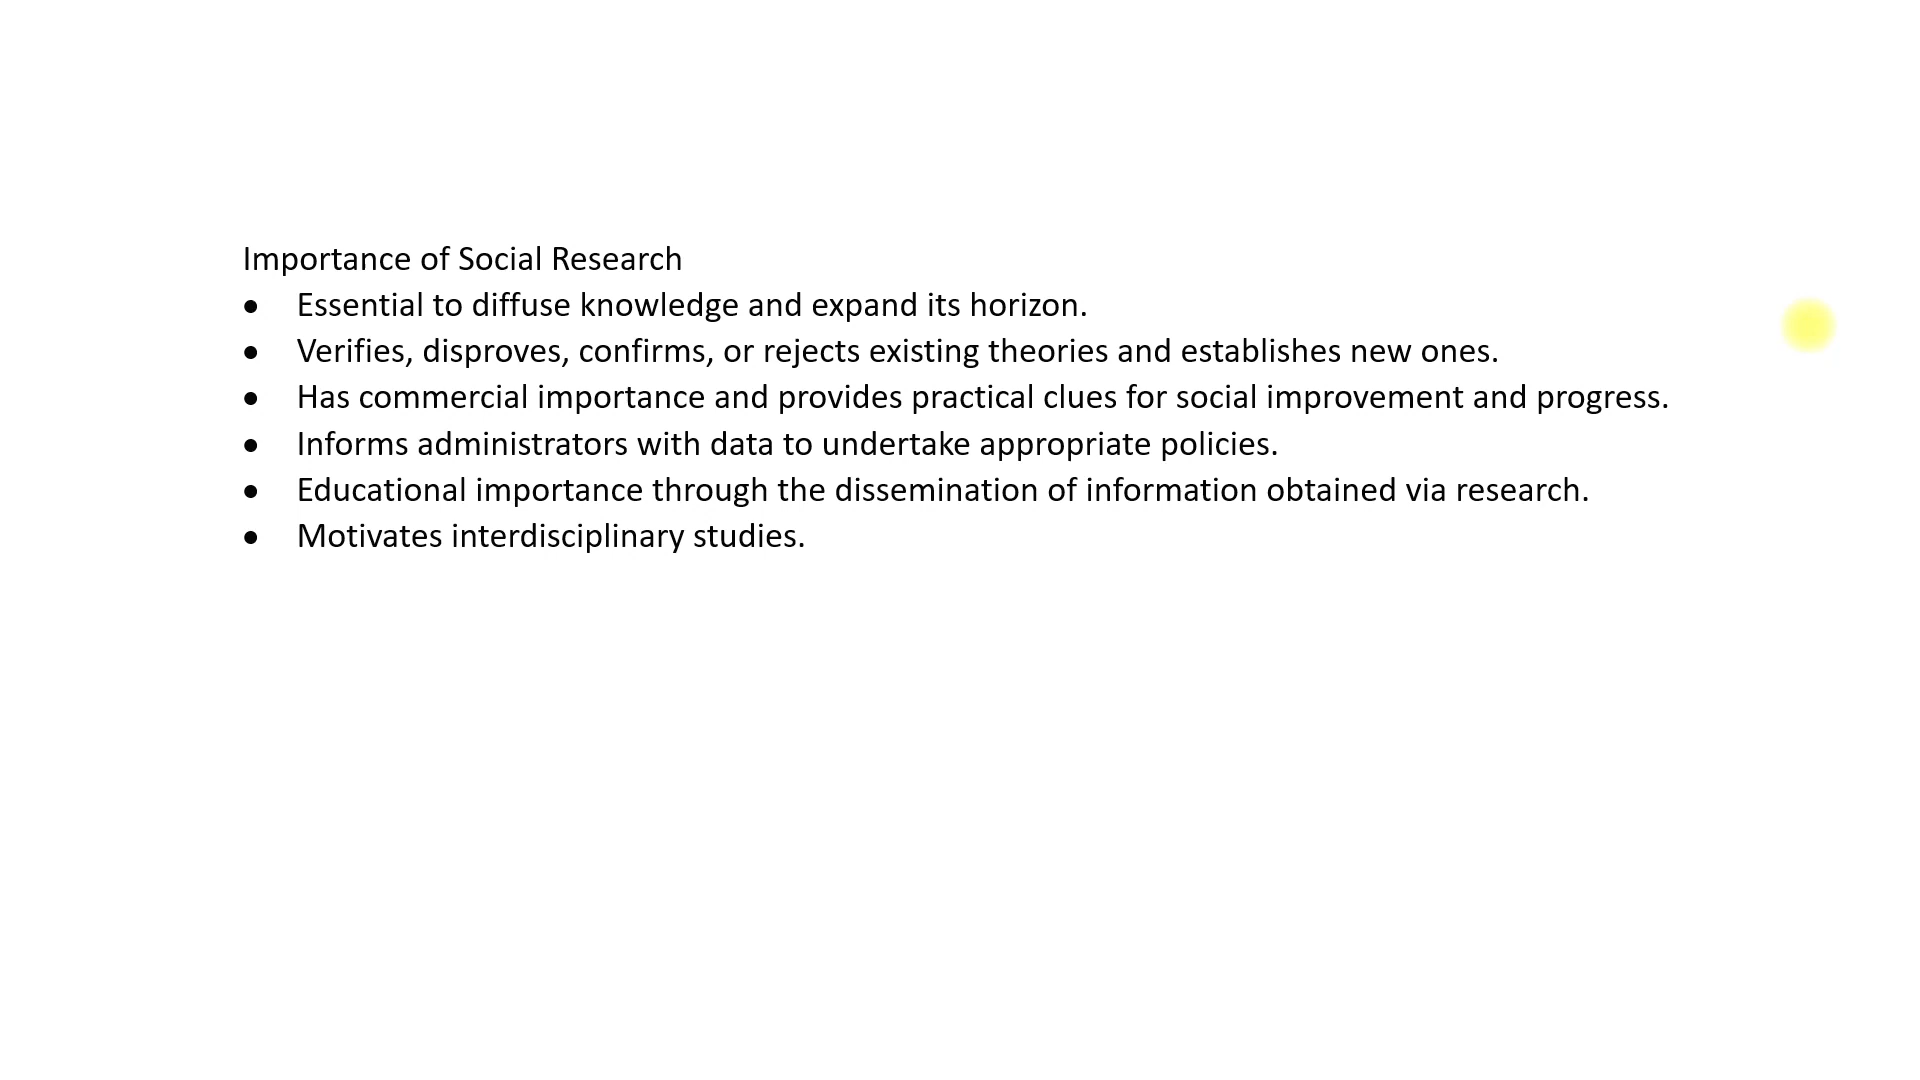 Importance of Social Research
• Essential to diffuse knowledge and expand its horizon.
• Verifies, disproves, confirms, or rejects existing theories and establishes new ones.
• Has commercial importance and provides practical clues for social improvement and progress.
• Informs administrators with data to undertake appropriate policies.
• Educational importance through the dissemination of information obtained via research.
• Motivates interdisciplinary studies.